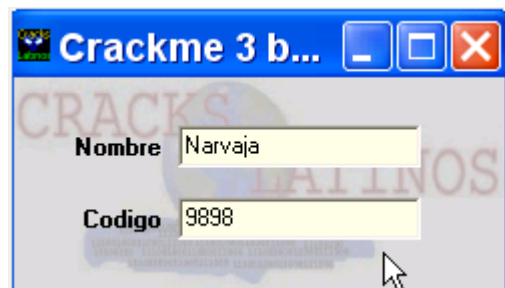 Crackme 3 b...
CRACKS
Nombre Narvaja
LATINOS
Codigo 9898